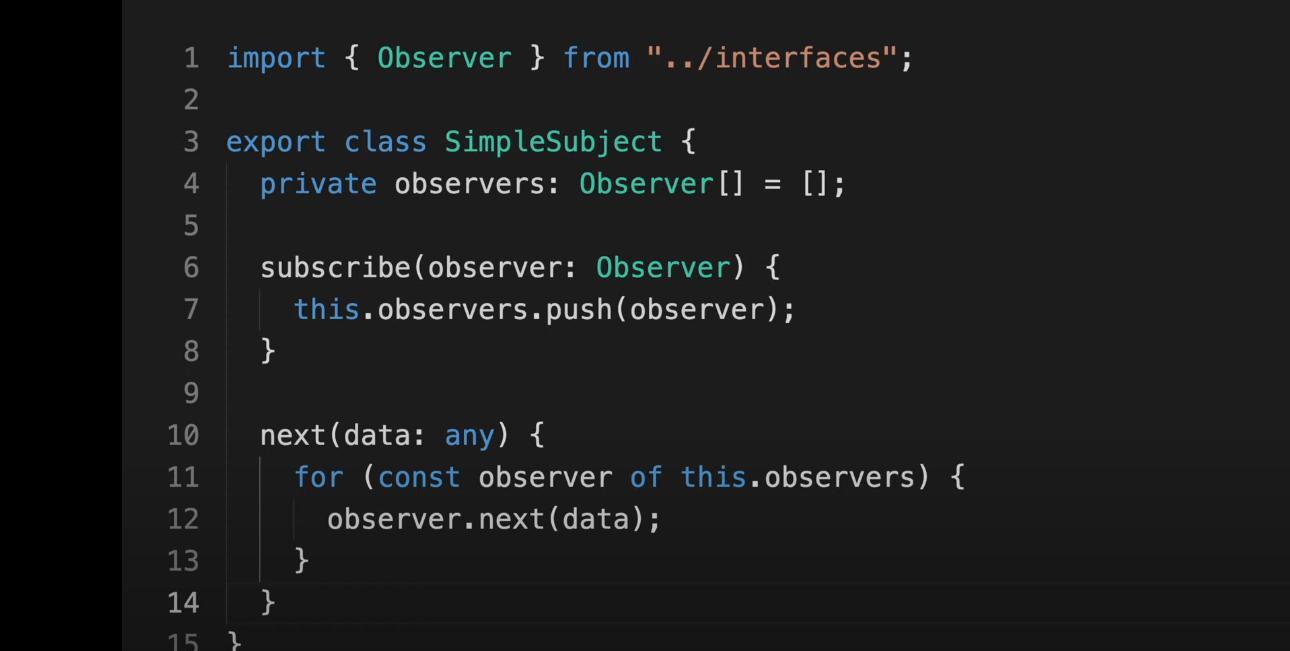 1 import { Observer } from "../interfaces";
2
3 export class SimpleSubject {
4   private observers: Observer[] = [];
5
6   subscribe(observer: Observer) {
7     this.observers.push(observer);
8   }
9
10   next(data: any) {
11     for (const observer of this.observers) {
12       observer.next(data);
13     }
14   }
15 }